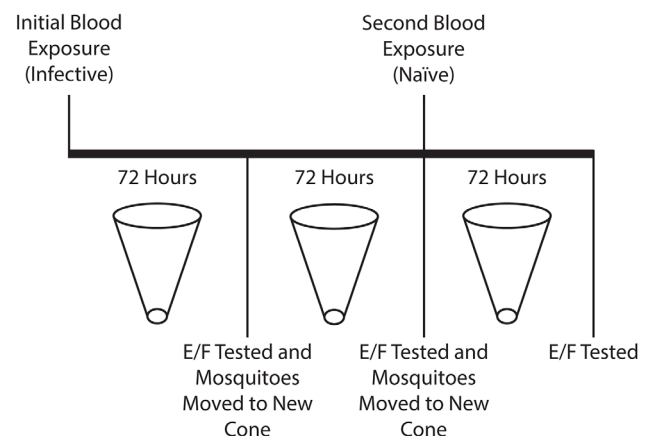 Initial Blood
Exposure
(Infective)
Second Blood
Exposure
(Naïve)
72 Hours
72 Hours
72 Hours
E/F Tested and
Mosquitoes
Moved to New
Cone
E/F Tested and
Mosquitoes
Moved to New
Cone
E/F Tested